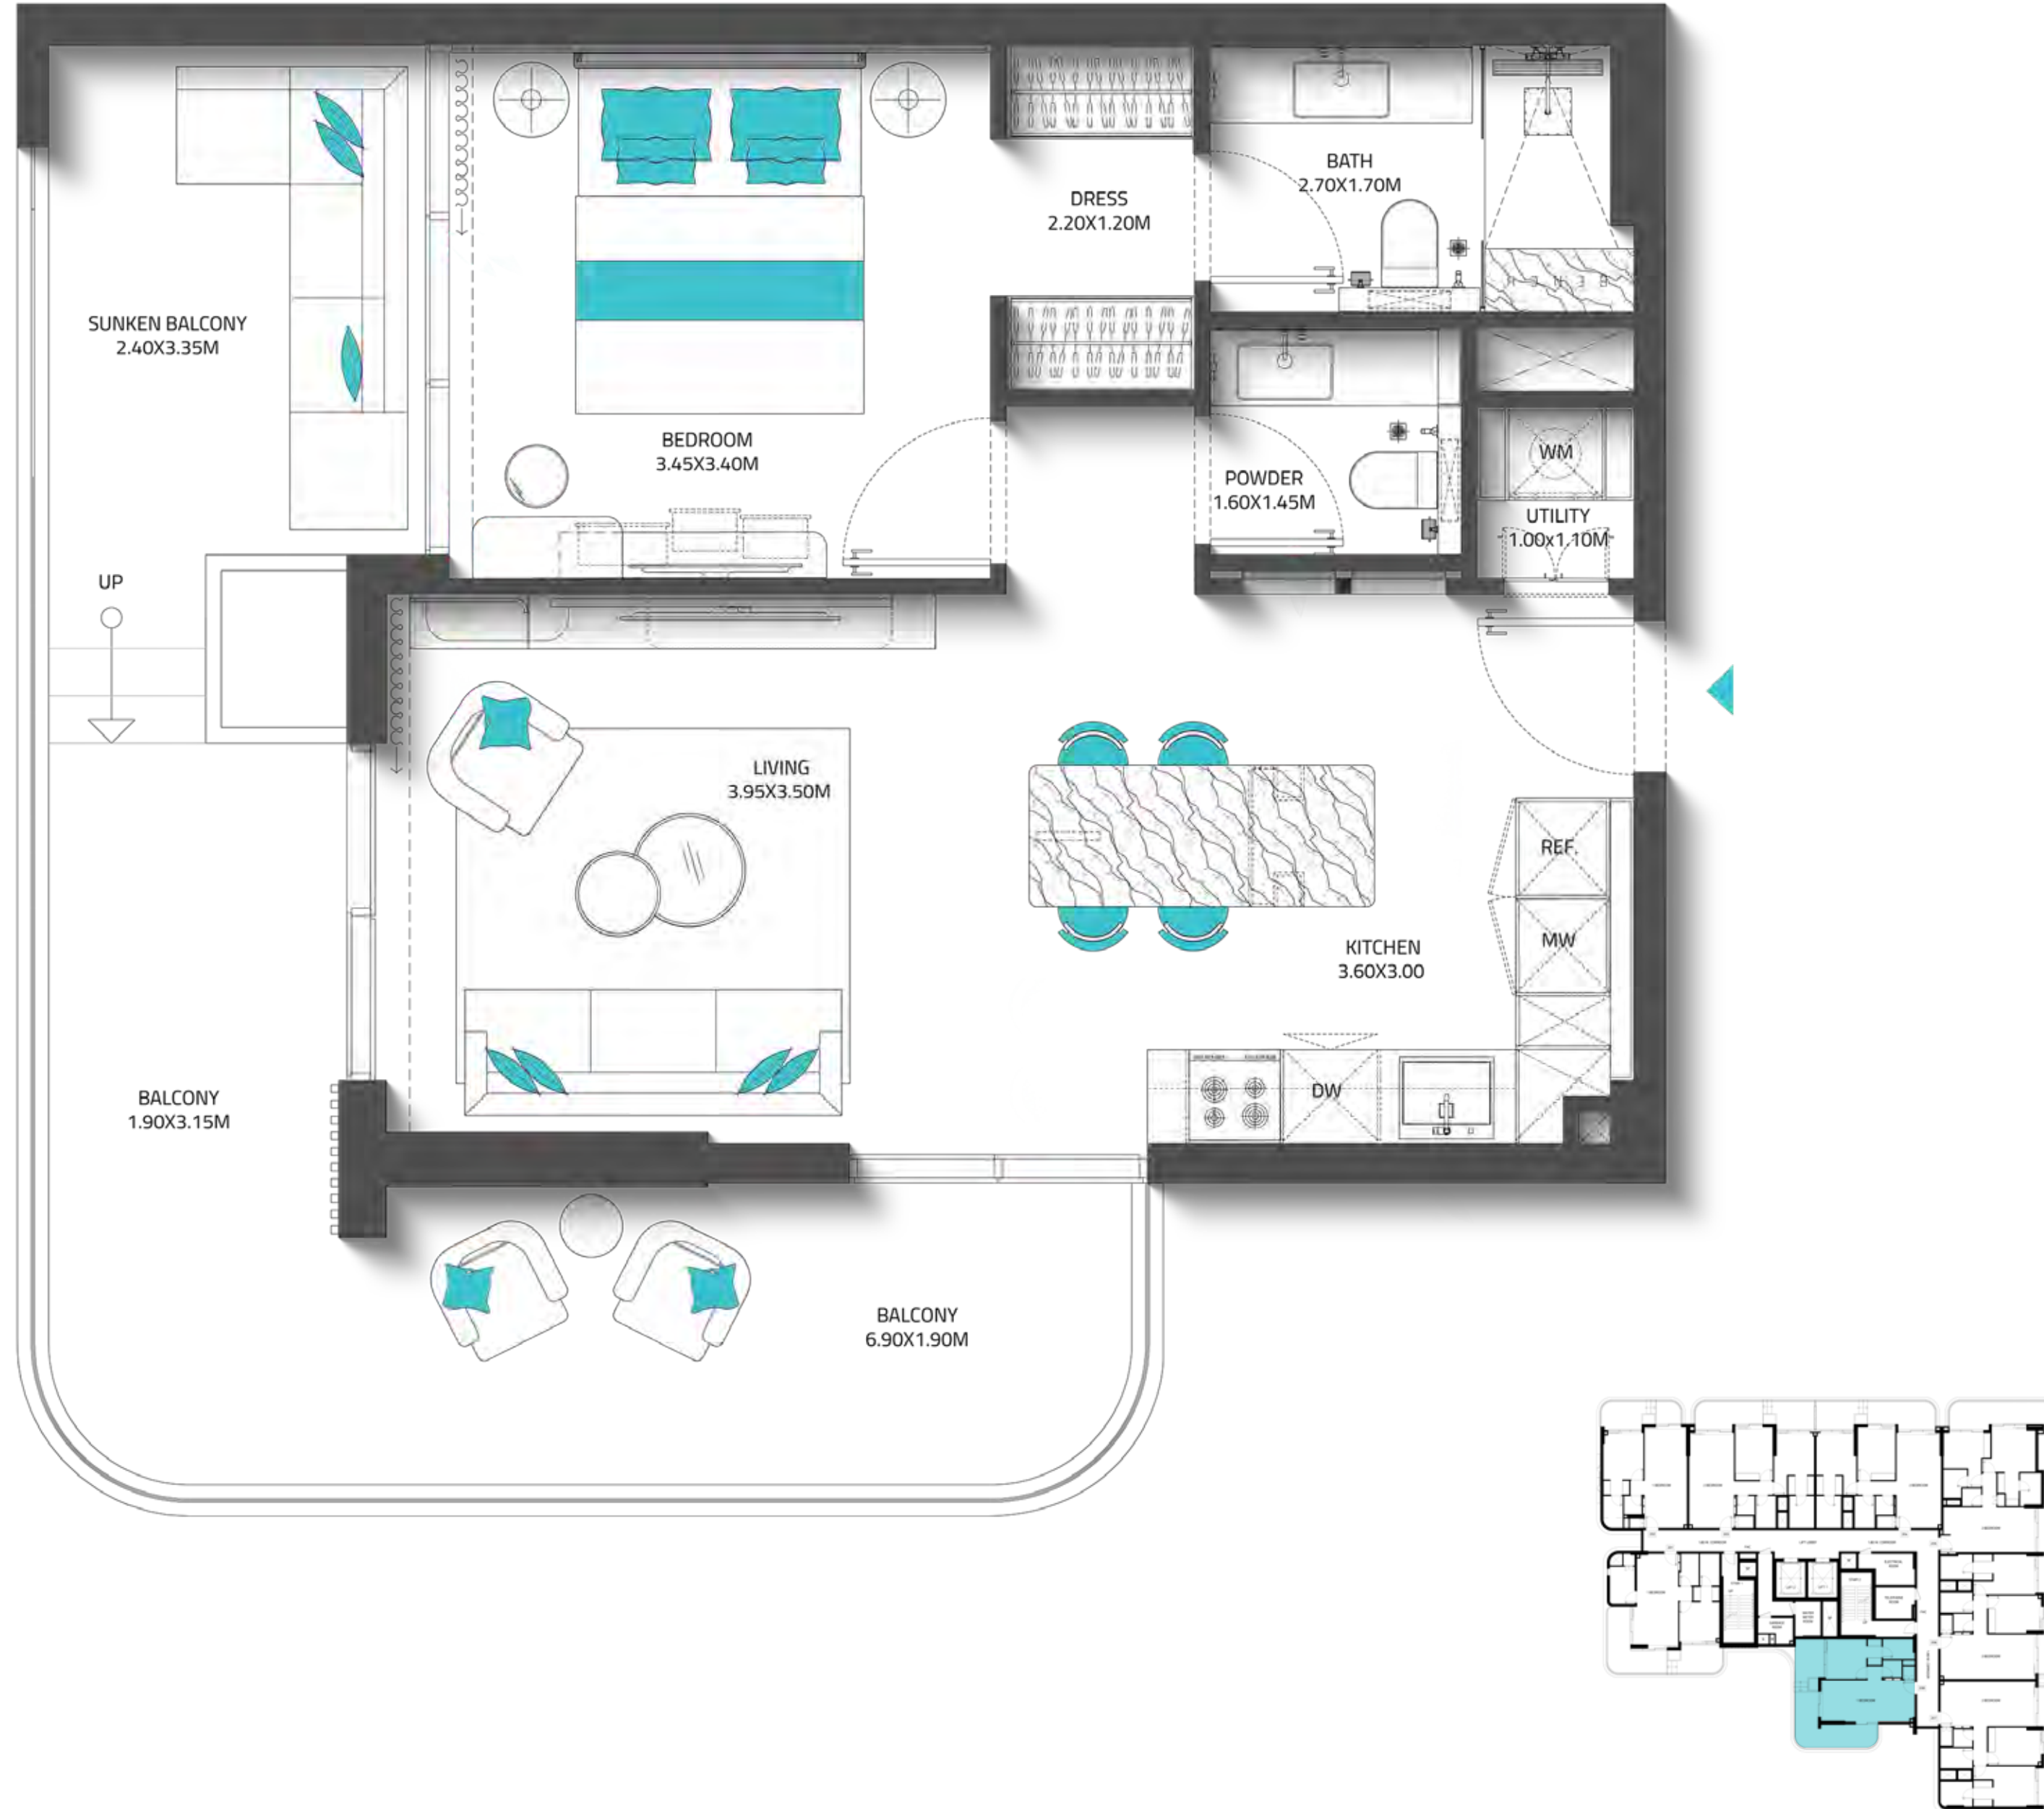 BATH
2.70X1.70M
DRESS
2.20X1.20M
SUNKEN BALCONY
2.40X3.35M
BEDROOM
3.45X3.40M
WM
POWDER
1.60X1.45M
UTILITY
1.00x1.10M
UP
LIVING
3.95X3.50M
REF.
MW
KITCHEN
3.60X3.00
DW
BALCONY
1.90X3.15M
BALCONY
6.90X1.90M